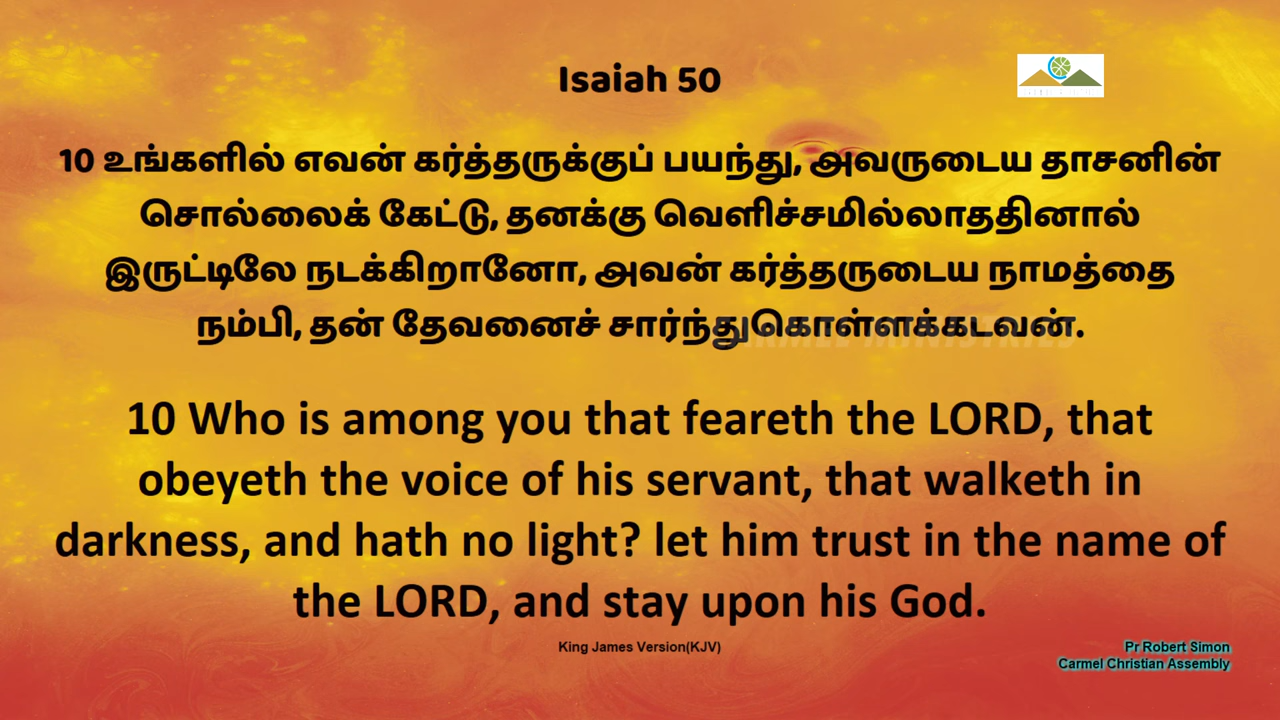 Isaiah 50
10 உங்களில் எவன் கர்த்தருக்குப் பயந்து, அவருடைய தாசனின்
சொல்லைக் கேட்டு, தனக்கு வெளிச்சமில்லாததினால்
இருட்டிலே நடக்கிறானோ, அவன் கர்த்தருடைய நாமத்தை
நம்பி, தன் தேவனைச் சார்ந்துகொள்ளக்கடவன்.
MINISTRIES
10 Who is among you that feareth the LORD, that
obeyeth the voice of his servant, that walketh in
darkness, and hath no light? let him trust in the name of
the LORD, and stay upon his God.
King James Version(KJV)
Pr Robert Simon
Carmel Christian Assembly